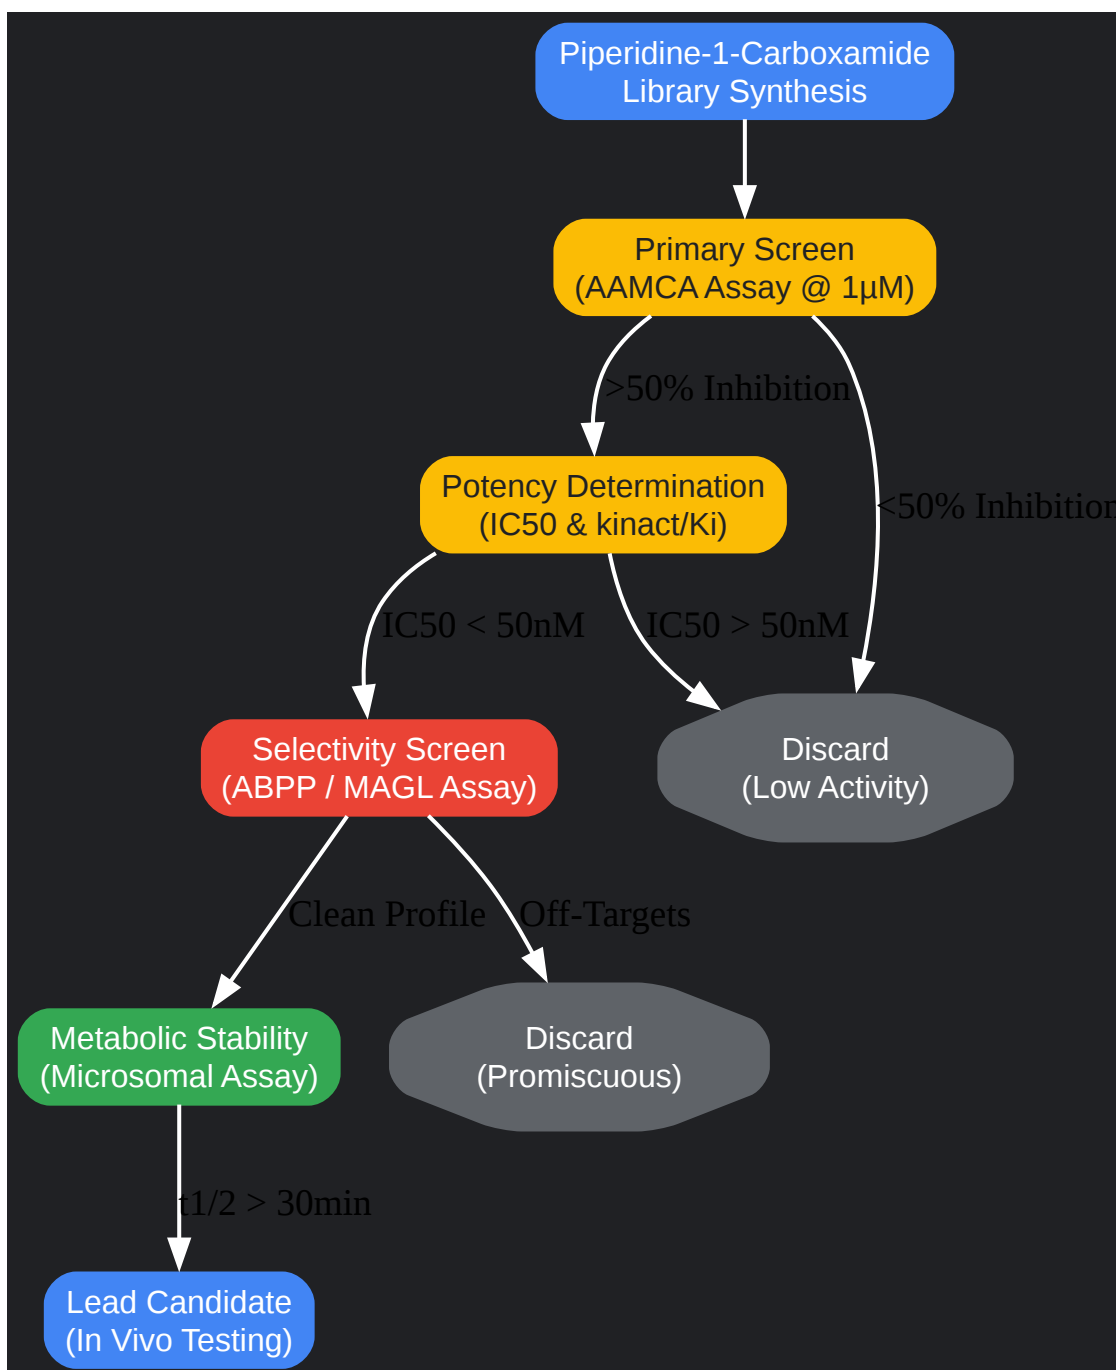 Piperidine-1-Carboxamide
Library Synthesis
Primary Screen
(AAMCA Assay @ 1µM)
>50% Inhibition
Potency Determination
(IC50 & kinact/Ki)
<50% Inhibition
IC50 < 50nM
IC50 > 50nM
Selectivity Screen
(ABPP / MAGL Assay)
Discard
(Low Activity)
Clean Profile
Off-Targets
Metabolic Stability
(Microsomal Assay)
Discard
(Promiscuous)
t1/2 > 30min
Lead Candidate
(In Vivo Testing)